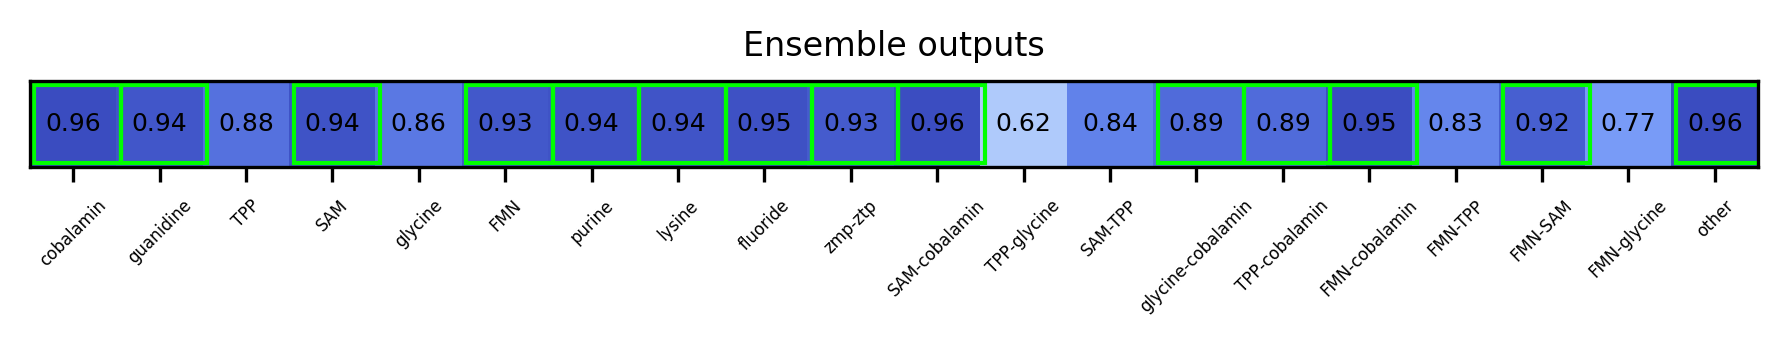 Ensemble outputs
0.96 0.94 0.88 0.94 0.86 0.93 0.94 0.94 0.95 0.93 0.96 0.62 0.84 0.89 0.89 0.95 0.83 0.92 0.77 0.96
cobalamin guanidine TPP SAM glycine FMN purine lysine fluoride zmp-ztp SAM-cobalamin TPP-glycine SAM-TPP glycine-cobalamin TPP-cobalamin FMN-cobalamin FMN-TPP FMN-SAM FMN-glycine other